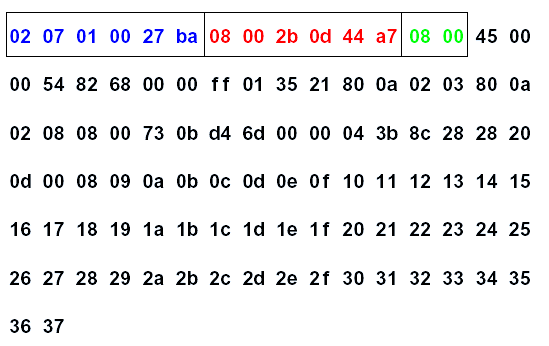 02 07 01 00 27 ba 08 00 2b 0d 44 a7 08 00 45 00
00 54 82 68 00 00 ff 01 35 21 80 0a 02 03 80 0a
02 08 08 00 73 0b d4 6d 00 00 04 3b 8c 28 28 20
0d 00 08 09 0a 0b 0c 0d 0e 0f 10 11 12 13 14 15
16 17 18 19 1a 1b 1c 1d 1e 1f 20 21 22 23 24 25
26 27 28 29 2a 2b 2c 2d 2e 2f 30 31 32 33 34 35
36 37